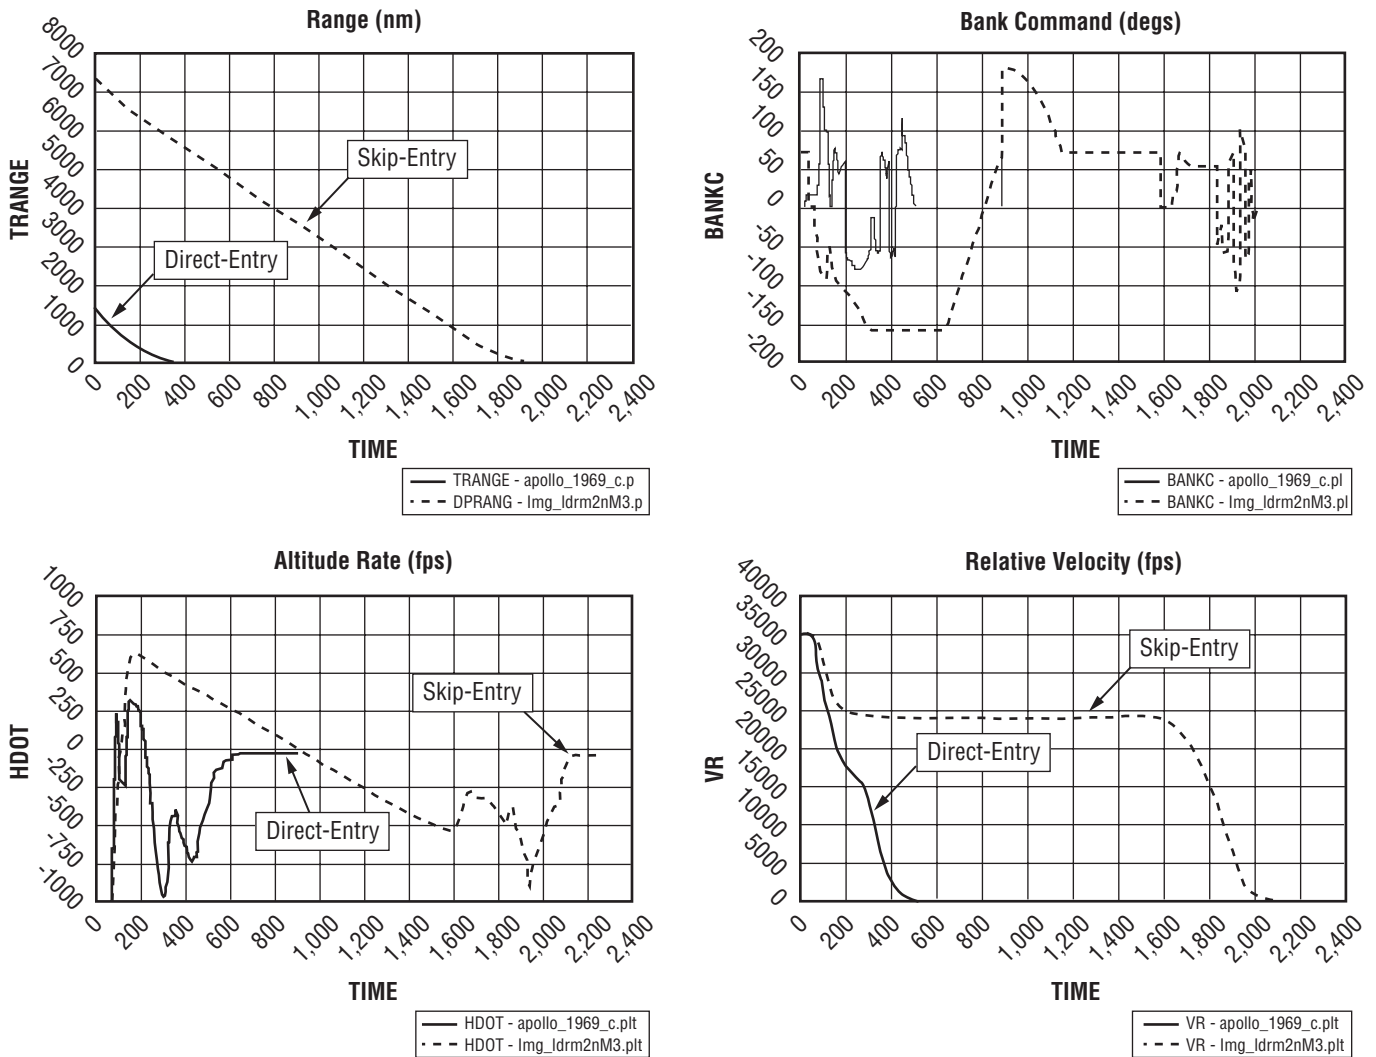 Range (nm)
8000
7000
6000
5000
4000
3000
2000
1000
0
TRANGE
Skip-Entry
Direct-Entry
0 200 400 600 800 1,000 1,200 1,400 1,600 1,800 2,000 2,200 2,400
TIME
TRANGE - apollo_1969_c.p
DPRANG - lmg_ldrm2nM3.p
Bank Command (degs)
200
150
100
50
0
-50
-100
-150
-200
BANKC
0 200 400 600 800 1,000 1,200 1,400 1,600 1,800 2,000 2,200 2,400
TIME
BANKC - apollo_1969_c.pl
BANKC - lmg_ldrm2nM3.pl
Altitude Rate (fps)
1000
750
500
250
0
-250
-500
-750
-1000
HDOT
Skip-Entry
Direct-Entry
0 200 400 600 800 1,000 1,200 1,400 1,600 1,800 2,000 2,200 2,400
TIME
HDOT - apollo_1969_c.plt
HDOT - lmg_ldrm2nM3.plt
Relative Velocity (fps)
40000
35000
30000
25000
20000
15000
10000
5000
0
VR
Skip-Entry
Direct-Entry
0 200 400 600 800 1,000 1,200 1,400 1,600 1,800 2,000 2,200 2,400
TIME
VR - apollo_1969_c.plt
VR - lmg_ldrm2nM3.plt